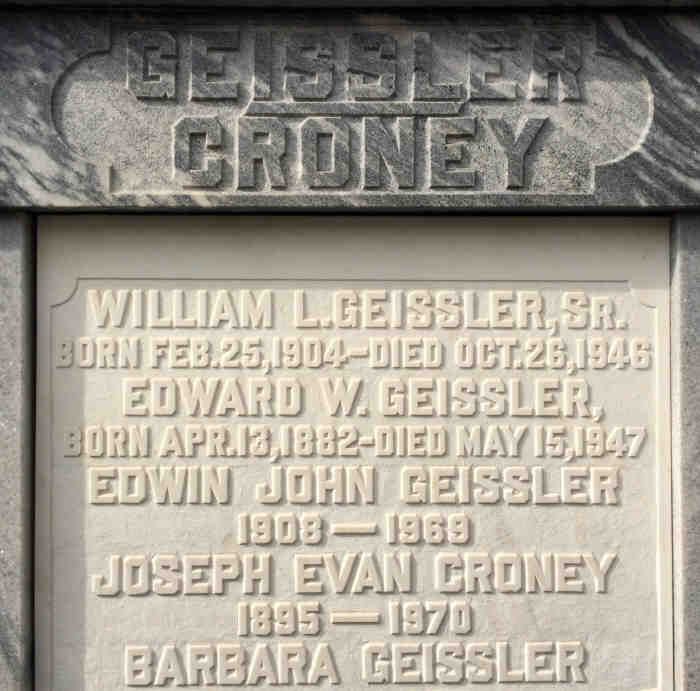 GEISSLER
CRONEY
WILLIAM L. GEISSLER, SR.
BORN FEB. 25, 1904-DIED OCT. 26, 1946
EDWARD W. GEISSLER,
BORN APR. 13, 1882-DIED MAY 15, 1947
EDWIN JOHN GEISSLER
1908 — 1969
JOSEPH EVAN CRONEY
1895 — 1970
BARBARA GEISSLER